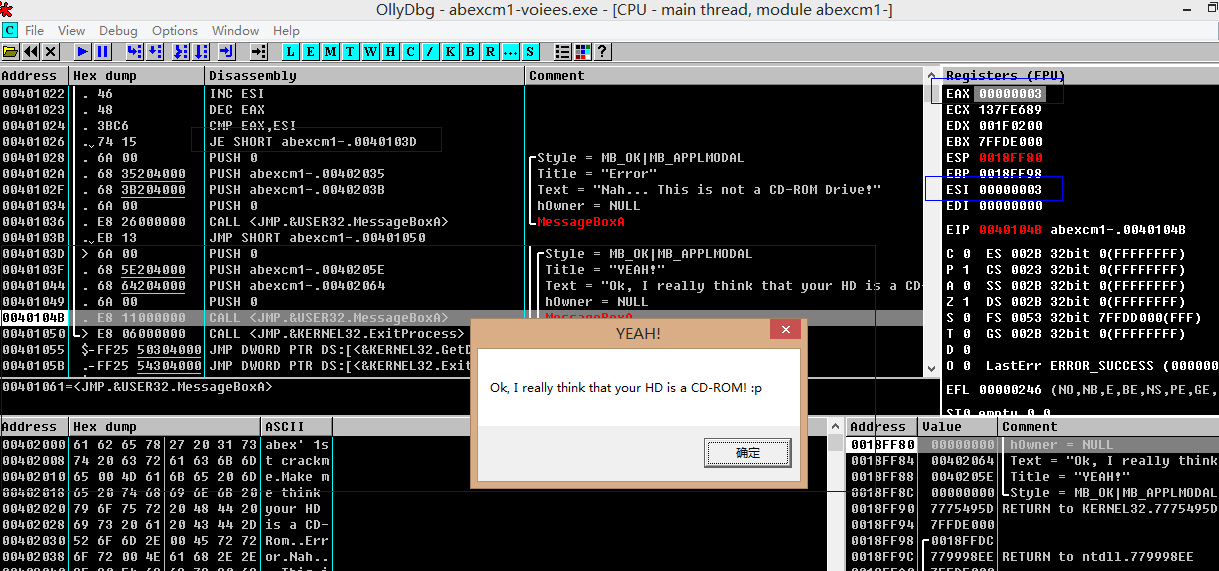 OllyDbg - abexcm1-voiees.exe - [CPU - main thread, module abexcm1-]
C File View Debug Options Window Help
L E M T W H C / K B R ... S ?
Address Hex dump Disassembly Comment
00401022 . 46 INC ESI
00401023 . 48 DEC EAX
00401024 . 3BC6 CMP EAX,ESI
00401026 .v74 15 JE SHORT abexcm1-.0040103D
00401028 . 6A 00 PUSH 0 Style = MB_OK|MB_APPLMODAL
0040102A . 68 35204000 PUSH abexcm1-.00402035 Title = "Error"
0040102F . 68 3B204000 PUSH abexcm1-.0040203B Text = "Nah... This is not a CD-ROM Drive!"
00401034 . 6A 00 PUSH 0 hOwner = NULL
00401036 . E8 26000000 CALL <JMP.&USER32.MessageBoxA> MessageBoxA
0040103B .vEB 13 JMP SHORT abexcm1-.00401050
0040103D > 6A 00 PUSH 0 Style = MB_OK|MB_APPLMODAL
0040103F . 68 5E204000 PUSH abexcm1-.0040205E Title = "YEAH!"
00401044 . 68 64204000 PUSH abexcm1-.00402064 Text = "Ok, I really think that your HD is a CD-
00401049 . 6A 00 PUSH 0 hOwner = NULL
0040104B . E8 11000000 CALL <JMP.&USER32.MessageBoxA> MessageBoxA
00401050 > E8 06000000 CALL <JMP.&KERNEL32.ExitProcess>
00401055 $-FF25 50304000 JMP DWORD PTR DS:[<&KERNEL32.GetD
0040105B .-FF25 54304000 JMP DWORD PTR DS:[<&KERNEL32.Exit
00401061=<JMP.&USER32.MessageBoxA>
Registers (FPU)
EAX 00000003
ECX 137FE689
EDX 001F0200
EBX 7FFDE000
ESP 0018FF80
EBP 0018FF98
ESI 00000003
EDI 00000000
EIP 0040104B abexcm1-.0040104B
C 0 ES 002B 32bit 0(FFFFFFFF)
P 1 CS 0023 32bit 0(FFFFFFFF)
A 0 SS 002B 32bit 0(FFFFFFFF)
Z 1 DS 002B 32bit 0(FFFFFFFF)
S 0 FS 0053 32bit 7FFDD000(FFF)
T 0 GS 002B 32bit 0(FFFFFFFF)
D 0
O 0 LastErr ERROR_SUCCESS (000000
EFL 00000246 (NO,NB,E,BE,NS,PE,GE,
ST0 empty 0.0
YEAH!
Ok, I really think that your HD is a CD-ROM! :p
确定
Address Hex dump ASCII
00402000 61 62 65 78 27 20 31 73 abex' 1s
00402008 74 20 63 72 61 63 6B 6D t crackm
00402010 65 00 4D 61 6B 65 20 6D e.Make m
00402018 65 20 74 68 69 6E 6B 20 e think
00402020 79 6F 75 72 20 48 44 20 your HD
00402028 69 73 20 61 20 43 44 2D is a CD-
00402030 52 6F 6D 2E 00 45 72 72 Rom..Err
00402038 6F 72 00 4E 61 68 2E 2E or.Nah..
Address Value Comment
0018FF80 00000000 hOwner = NULL
0018FF84 00402064 Text = "Ok, I really think
0018FF88 0040205E Title = "YEAH!"
0018FF8C 00000000 Style = MB_OK|MB_APPLMODAL
0018FF90 7775495D RETURN to KERNEL32.7775495D
0018FF94 7FFDE000
0018FF98 0018FFDC
0018FF9C 779998EE RETURN to ntdll.779998EE